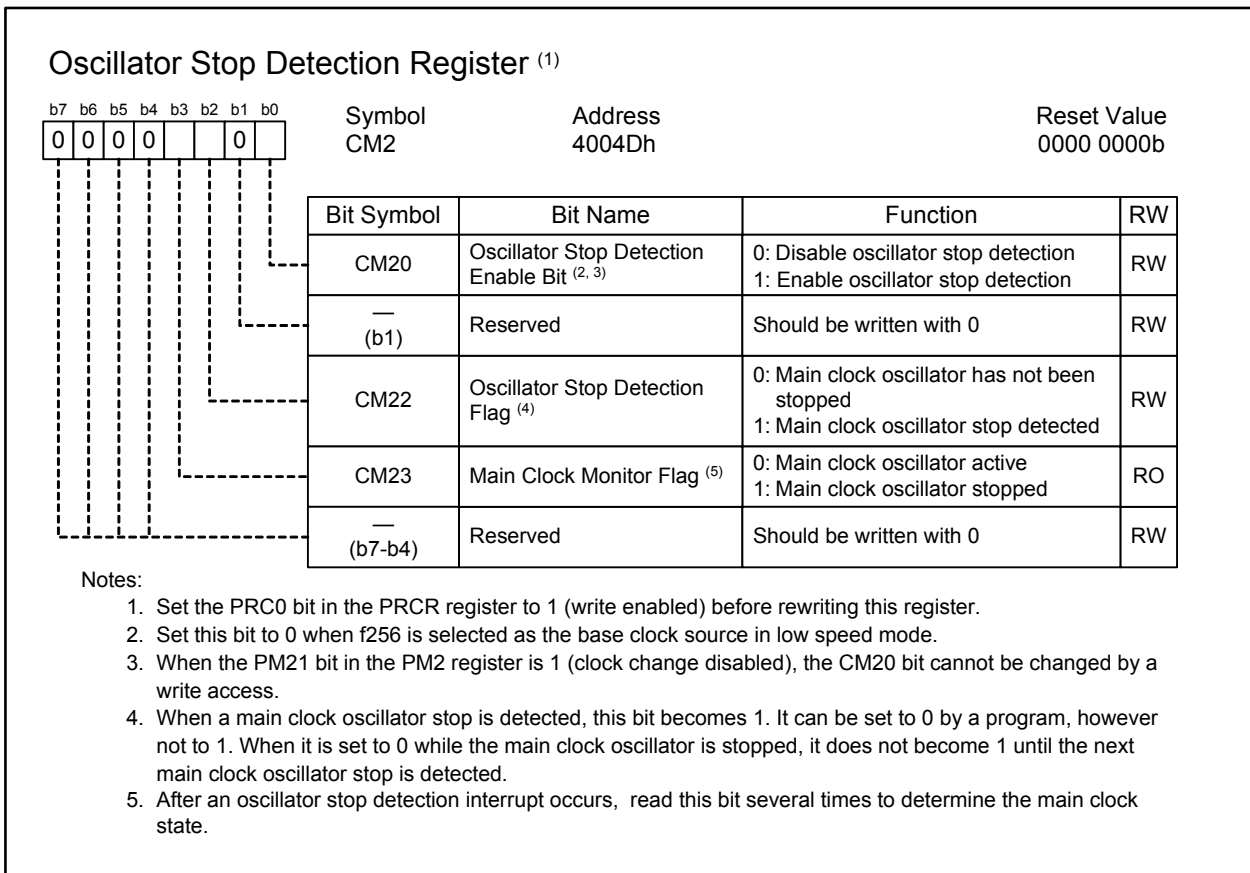 Oscillator Stop Detection Register (1)
b7 b6 b5 b4 b3 b2 b1 b0
0 0 0 0 0
Symbol Address Reset Value
CM2 4004Dh 0000 0000b
Bit Symbol Bit Name Function RW
CM20 Oscillator Stop Detection Enable Bit (2, 3) 0: Disable oscillator stop detection RW
1: Enable oscillator stop detection
— (b1) Reserved Should be written with 0 RW
CM22 Oscillator Stop Detection Flag (4) 0: Main clock oscillator has not been stopped RW
1: Main clock oscillator stop detected
CM23 Main Clock Monitor Flag (5) 0: Main clock oscillator active RO
1: Main clock oscillator stopped
— (b7-b4) Reserved Should be written with 0 RW
Notes:
1. Set the PRC0 bit in the PRCR register to 1 (write enabled) before rewriting this register.
2. Set this bit to 0 when f256 is selected as the base clock source in low speed mode.
3. When the PM21 bit in the PM2 register is 1 (clock change disabled), the CM20 bit cannot be changed by a
write access.
4. When a main clock oscillator stop is detected, this bit becomes 1. It can be set to 0 by a program, however
not to 1. When it is set to 0 while the main clock oscillator is stopped, it does not become 1 until the next
main clock oscillator stop is detected.
5. After an oscillator stop detection interrupt occurs, read this bit several times to determine the main clock
state.